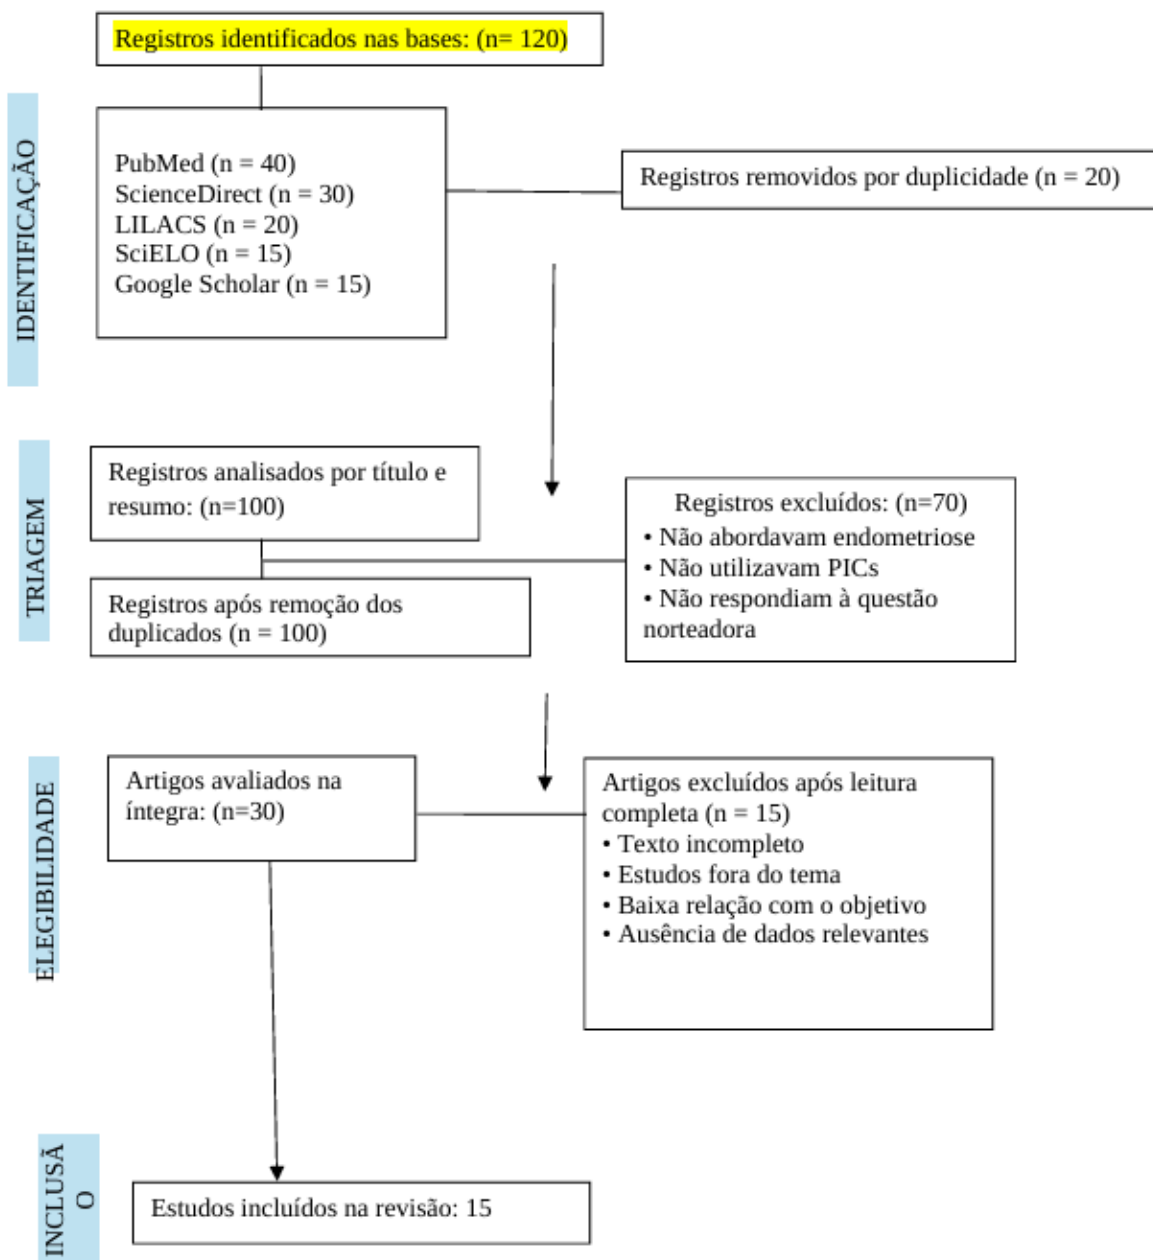 Registros identificados nas bases: (n= 120)
IDENTIFICAÇÃO
PubMed (n = 40)
ScienceDirect (n = 30)
LILACS (n = 20)
SciELO (n = 15)
Google Scholar (n = 15)
Registros removidos por duplicidade (n = 20)
TRIAGEM
Registros analisados por título e
resumo: (n=100)
Registros após remoção dos
duplicados (n = 100)
Registros excluídos: (n=70)
• Não abordavam endometriose
• Não utilizavam PICs
• Não respondiam à questão
norteadora
ELEGIBILIDADE
Artigos avaliados na
íntegra: (n=30)
Artigos excluídos após leitura
completa (n = 15)
• Texto incompleto
• Estudos fora do tema
• Baixa relação com o objetivo
• Ausência de dados relevantes
INCLUSÃ
O
Estudos incluídos na revisão: 15